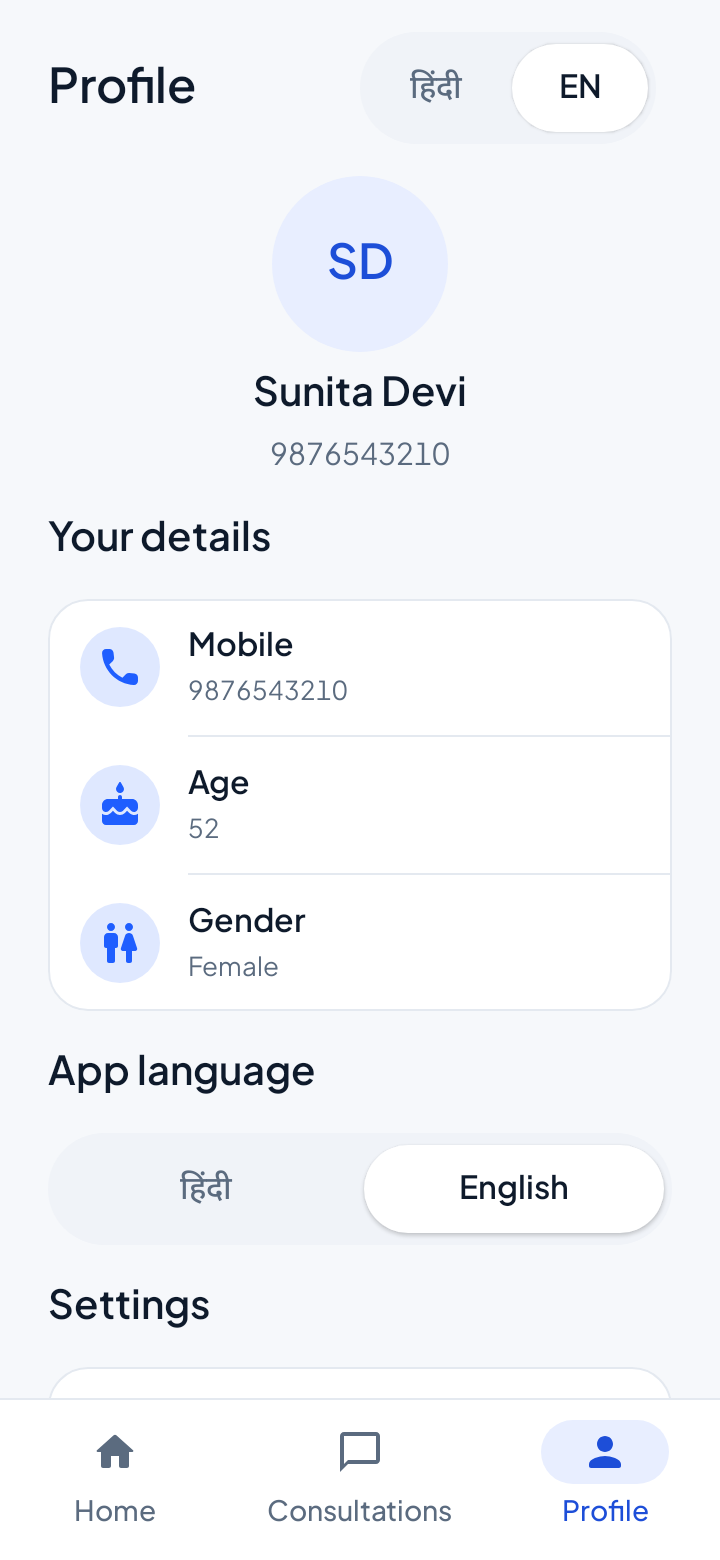 Profile
हिंदी
EN
SD
Sunita Devi
9876543210
Your details
Mobile
9876543210
Age
52
Gender
Female
App language
हिंदी
English
Settings
Home
Consultations
Profile